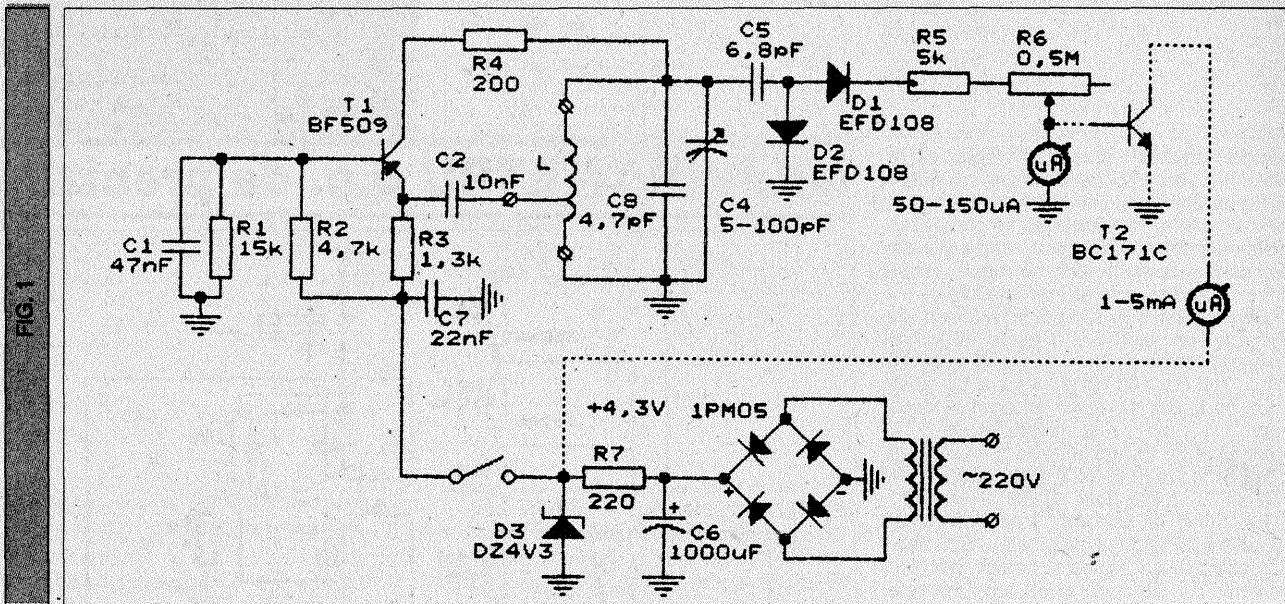 FIG. 1
C5
6,8pF
R5
5k
R6
0,5M
R4
200
T1
BF509
D1
EFD108
D2
EFD108
C2
10nF
L
uA
50-150uA
C8
4,7pF
C4
5-100pF
T2
BC171C
C1
47nF
R1
15k
R2
4,7k
R3
1,3k
C7
22nF
1-5mA
uA
+4,3V
1PM05
R7
220
+
-
~220V
D3
DZ4V3
+
C6
1000uF